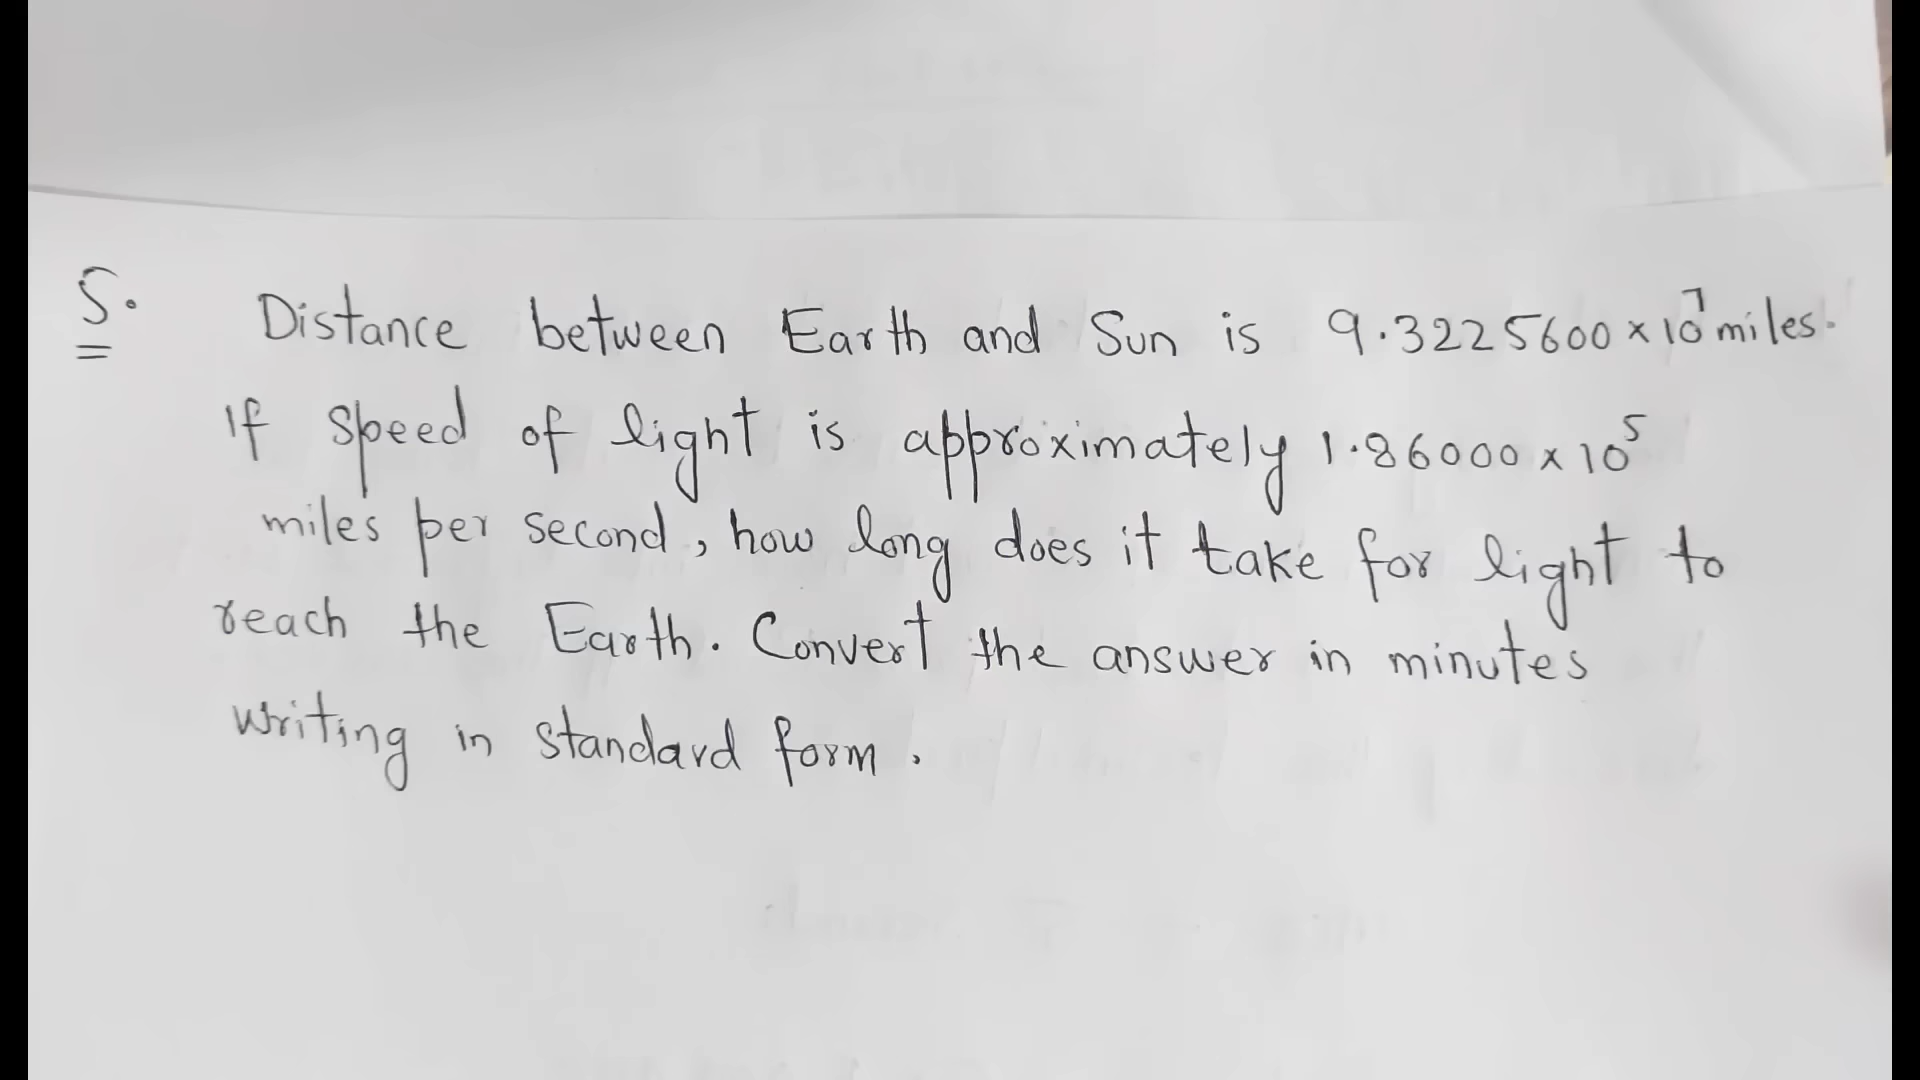 5. Distance between Earth and Sun is 9.3225600 x 10⁷ miles.
If speed of light is approximately 1.86000 x 10⁵
miles per second, how long does it take for light to
reach the Earth. Convert the answer in minutes
writing in standard form.